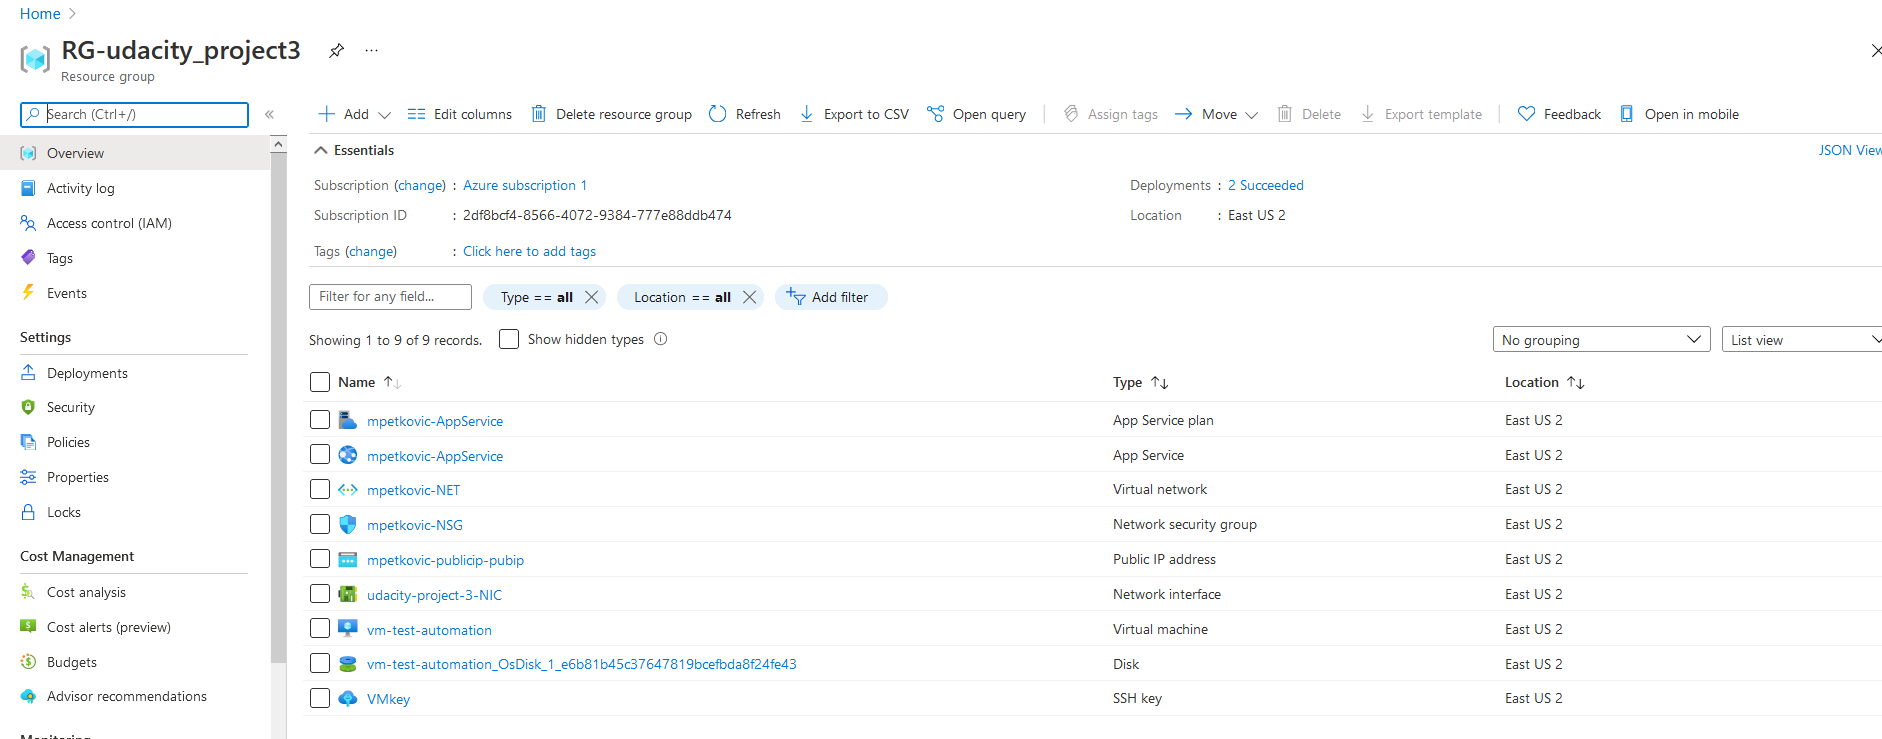 Home
RG-udacity_project3
Resource group
Search (Ctrl+/)
Add
Edit columns
Delete resource group
Refresh
Export to CSV
Open query
Assign tags
Move
Delete
Export template
Feedback
Open in mobile
Overview
Activity log
Access control (IAM)
Tags
Events
Settings
Deployments
Security
Policies
Properties
Locks
Cost Management
Cost analysis
Cost alerts (preview)
Budgets
Advisor recommendations
Monitoring
Essentials
JSON View
Subscription (change) : Azure subscription 1
Deployments : 2 Succeeded
Subscription ID : 2df8bcf4-8566-4072-9384-777e88ddb474
Location : East US 2
Tags (change) : Click here to add tags
Filter for any field...
Type == all
Location == all
Add filter
Showing 1 to 9 of 9 records.
Show hidden types
No grouping
List view
Name Type Location
mpetkovic-AppService App Service plan East US 2
mpetkovic-AppService App Service East US 2
mpetkovic-NET Virtual network East US 2
mpetkovic-NSG Network security group East US 2
mpetkovic-publicip-pubip Public IP address East US 2
udacity-project-3-NIC Network interface East US 2
vm-test-automation Virtual machine East US 2
vm-test-automation_OsDisk_1_e6b81b45c37647819bcefbda8f24fe43 Disk East US 2
VMkey SSH key East US 2